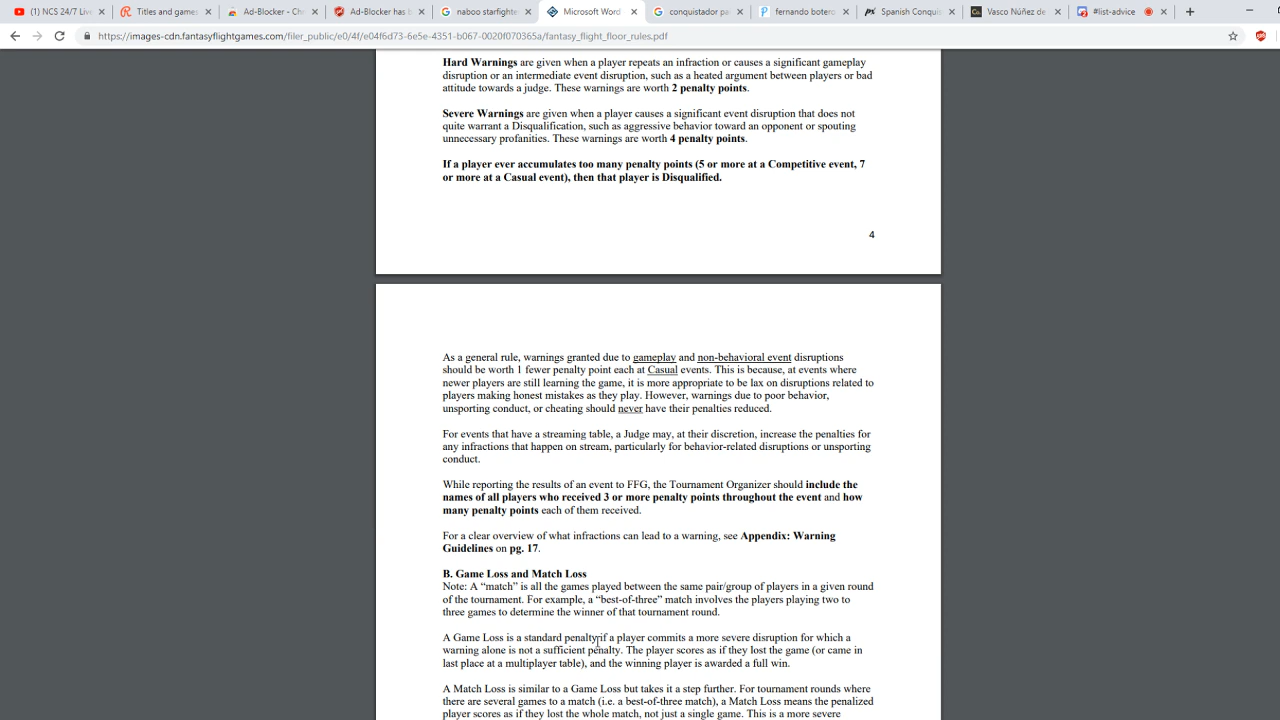 (1) NCS 24/7 Live
Titles and games
Ad-Blocker - Chr
Ad-Blocker has b
naboo starfighte
Microsoft Word
conquistador pa
fernando botero
Spanish Conquis
Vasco Núñez de
#list-advice
https://images-cdn.fantasyflightgames.com/filer_public/e0/4f/e04f6d73-6e5e-4351-b067-0020f070365a/fantasy_flight_floor_rules.pdf
Hard Warnings are given when a player repeats an infraction or causes a significant gameplay
disruption or an intermediate event disruption, such as a heated argument between players or bad
attitude towards a judge. These warnings are worth 2 penalty points.
Severe Warnings are given when a player causes a significant event disruption that does not
quite warrant a Disqualification, such as aggressive behavior toward an opponent or spouting
unnecessary profanities. These warnings are worth 4 penalty points.
If a player ever accumulates too many penalty points (5 or more at a Competitive event, 7
or more at a Casual event), then that player is Disqualified.
4
As a general rule, warnings granted due to gameplay and non-behavioral event disruptions
should be worth 1 fewer penalty point each at Casual events. This is because, at events where
newer players are still learning the game, it is more appropriate to be lax on disruptions related to
players making honest mistakes as they play. However, warnings due to poor behavior,
unsporting conduct, or cheating should never have their penalties reduced.
For events that have a streaming table, a Judge may, at their discretion, increase the penalties for
any infractions that happen on stream, particularly for behavior-related disruptions or unsporting
conduct.
While reporting the results of an event to FFG, the Tournament Organizer should include the
names of all players who received 3 or more penalty points throughout the event and how
many penalty points each of them received.
For a clear overview of what infractions can lead to a warning, see Appendix: Warning
Guidelines on pg. 17.
B. Game Loss and Match Loss
Note: A “match” is all the games played between the same pair/group of players in a given round
of the tournament. For example, a “best-of-three” match involves the players playing two to
three games to determine the winner of that tournament round.
A Game Loss is a standard penalty if a player commits a more severe disruption for which a
warning alone is not a sufficient penalty. The player scores as if they lost the game (or came in
last place at a multiplayer table), and the winning player is awarded a full win.
A Match Loss is similar to a Game Loss but takes it a step further. For tournament rounds where
there are several games to a match (i.e. a best-of-three match), a Match Loss means the penalized
player scores as if they lost the whole match, not just a single game. This is a more severe